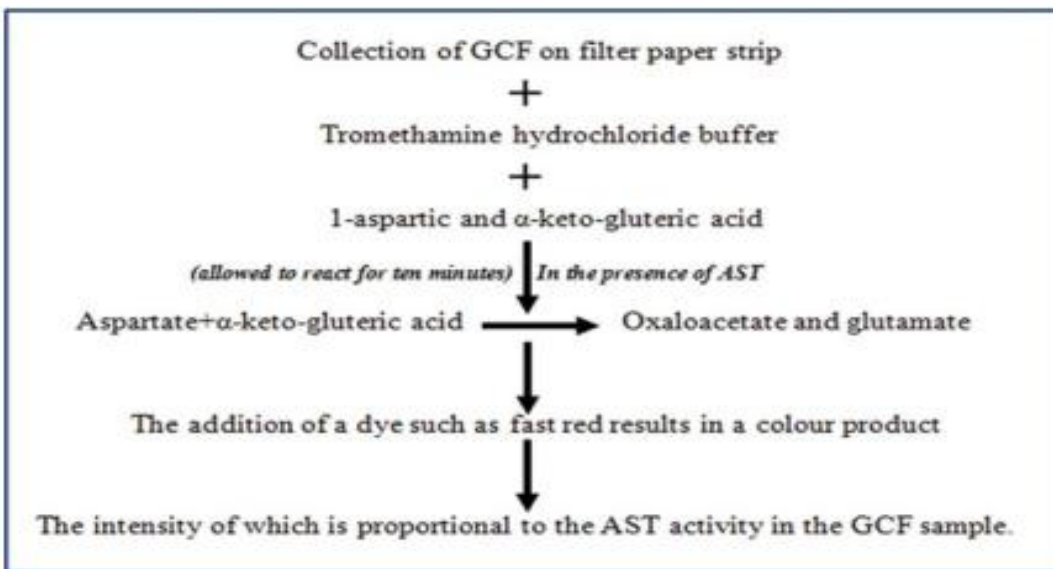 Collection of GCF on filter paper strip
+
Tromethamine hydrochloride buffer
+
1-aspartic and α-keto-gluteric acid
(allowed to react for ten minutes) In the presence of AST
Aspartate+α-keto-gluteric acid Oxaloacetate and glutamate
The addition of a dye such as fast red results in a colour product
The intensity of which is proportional to the AST activity in the GCF sample.